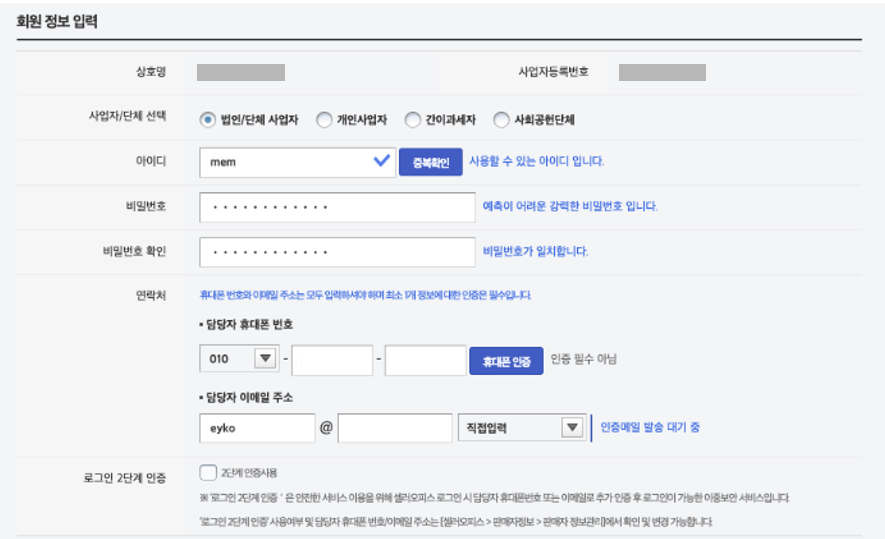 회원 정보 입력
상호명 사업자등록번호
사업자/단체 선택 법인/단체 사업자 개인사업자 간이과세자 사회공헌단체
아이디 mem 중복확인 사용할 수 있는 아이디 입니다.
비밀번호 ············ 예측이 어려운 강력한 비밀번호 입니다.
비밀번호 확인 ············ 비밀번호가 일치합니다.
연락처 휴대폰 번호와 이메일 주소는 모두 입력하셔야 하며 최소 1개 정보에 대한 인증은 필수입니다.
▪ 담당자 휴대폰 번호
010 - - 휴대폰 인증 인증 필수 아님
▪ 담당자 이메일 주소
eyko @ 직접입력 인증메일 발송 대기 중
로그인 2단계 인증 2단계 인증사용
※ '로그인 2단계 인증 ' 은 안전한 서비스 이용을 위해 셀러오피스 로그인 시 담당자 휴대폰번호 또는 이메일로 추가 인증 후 로그인이 가능한 이중보안 서비스입니다.
'로그인 2단계 인증' 사용여부 및 담당자 휴대폰 번호/이메일 주소는 [셀러오피스 > 판매자정보 > 판매자 정보관리]에서 확인 및 변경 가능합니다.